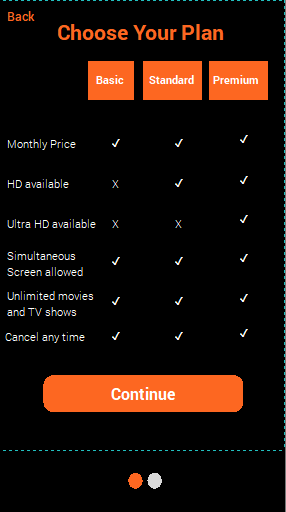 Back
Choose Your Plan
Basic Standard Premium
Monthly Price ✓ ✓ ✓
HD available X ✓ ✓
Ultra HD available X X ✓
Simultaneous
Screen allowed ✓ ✓ ✓
Unlimited movies
and TV shows ✓ ✓ ✓
Cancel any time ✓ ✓ ✓
Continue